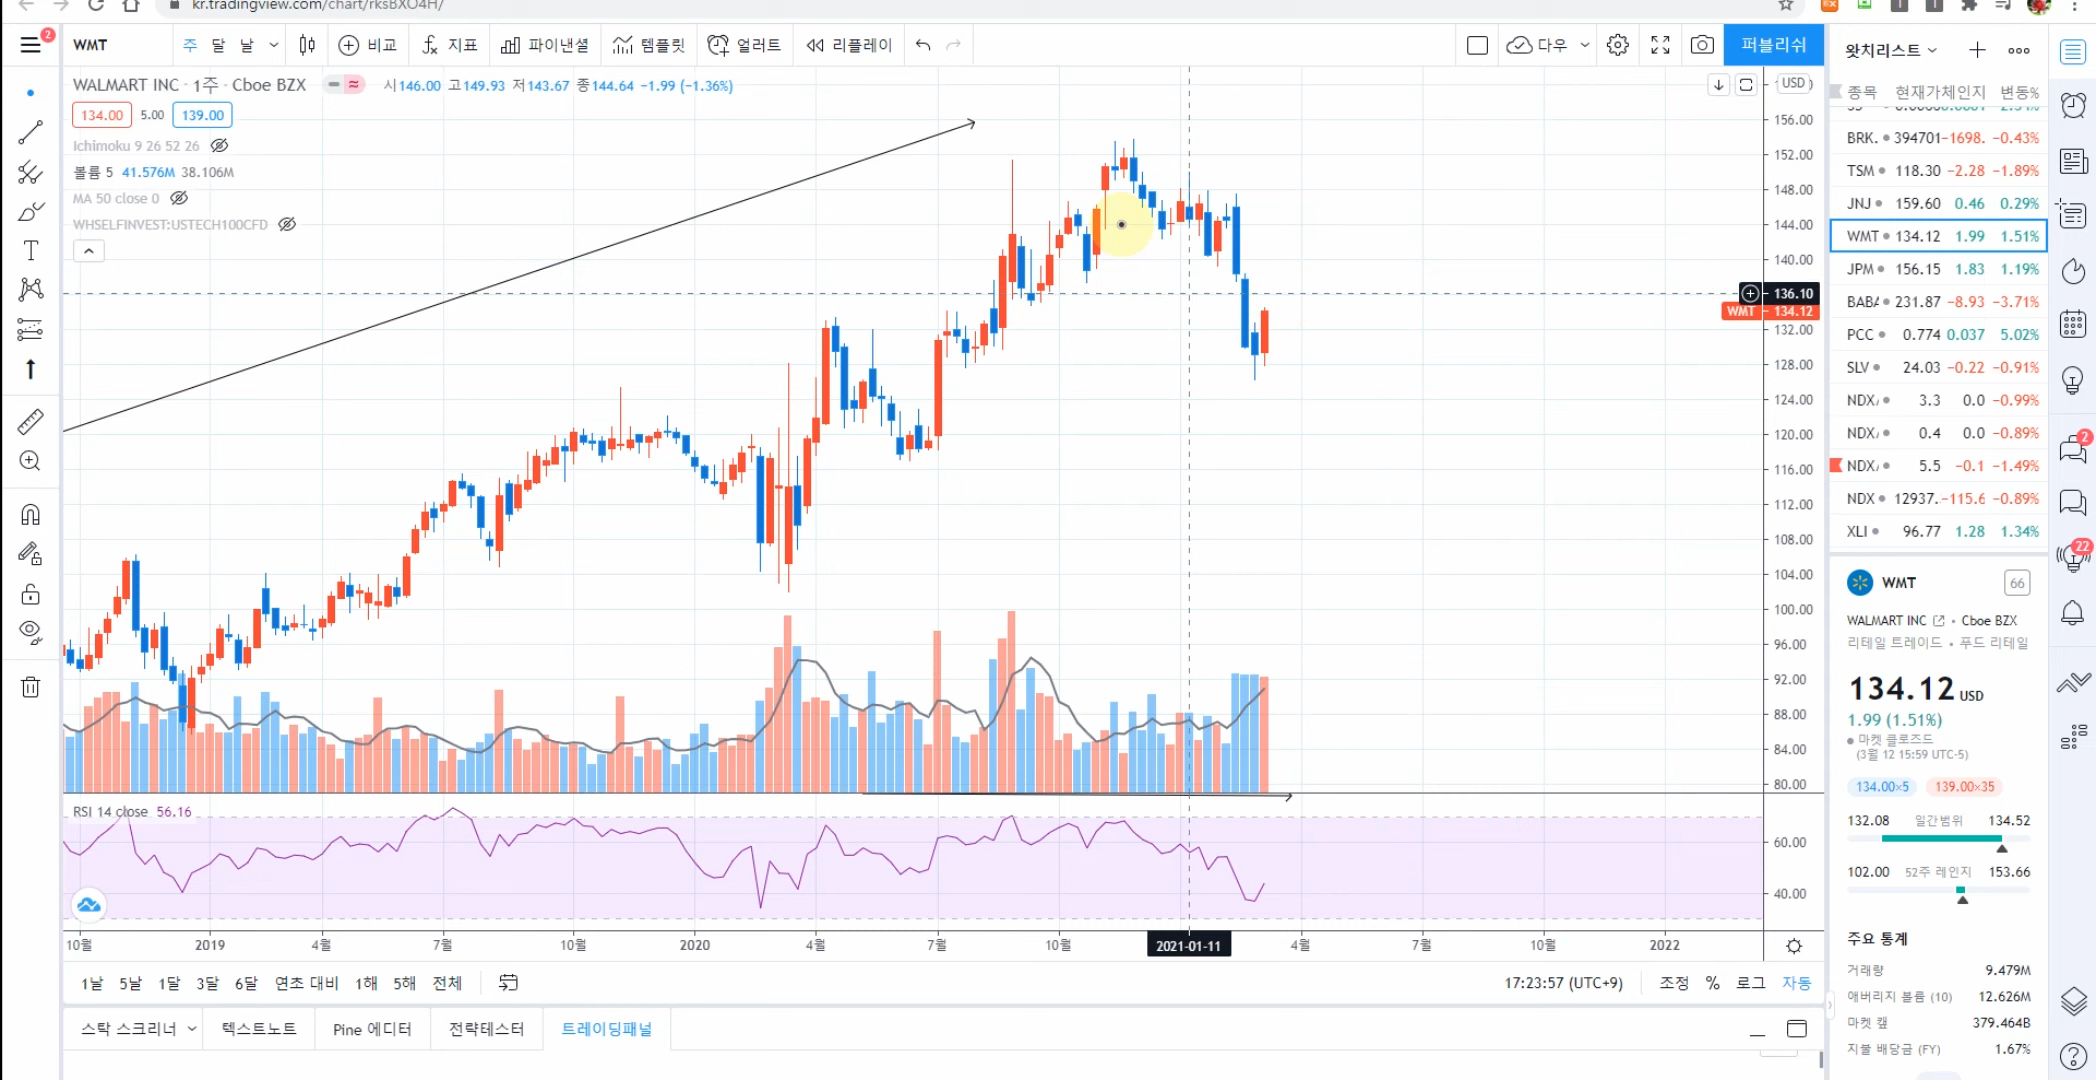 kr.tradingview.com/chart/rksBXO4H/
2
WMT
주 달 날
비교
지표
파이낸셜
템플릿
얼러트
리플레이
다우
퍼블리쉬
WALMART INC · 1주 · Cboe BZX
시146.00 고149.93 저143.67 종144.64 −1.99 (−1.36%)
134.00 5.00 139.00
Ichimoku 9 26 52 26
볼륨 5 41.576M 38.106M
MA 50 close 0
WHSELFINVEST:USTECH100CFD
USD
156.00
152.00
148.00
144.00
140.00
136.10
WMT 134.12
132.00
128.00
124.00
120.00
116.00
112.00
108.00
104.00
100.00
96.00
92.00
88.00
84.00
80.00
RSI 14 close 56.16
60.00
40.00
10월 2019 4월 7월 10월 2020 4월 7월 10월 2021-01-11 4월 7월 10월 2022
1날 5날 1달 3달 6달 연초 대비 1해 5해 전체
17:23:57 (UTC+9) 조정 % 로그 자동
스탁 스크리너 텍스트노트 Pine 에디터 전략테스터 트레이딩패널
왓치리스트
종목 현재가 체인지 변동%
BRK. 394701 −1698. −0.43%
TSM 118.30 −2.28 −1.89%
JNJ 159.60 0.46 0.29%
WMT 134.12 1.99 1.51%
JPM 156.15 1.83 1.19%
BABA 231.87 −8.93 −3.71%
PCC 0.774 0.037 5.02%
SLV 24.03 −0.22 −0.91%
NDX/ 3.3 0.0 −0.99%
NDX/ 0.4 0.0 −0.89%
NDX/ 5.5 −0.1 −1.49%
NDX 12937. −115.6 −0.89%
XLI 96.77 1.28 1.34%
WMT 66
WALMART INC • Cboe BZX
리테일 트레이드 • 푸드 리테일
134.12 USD
1.99 (1.51%)
마켓 클로즈드
(3월 12 15:59 UTC-5)
134.00×5 139.00×35
132.08 일간범위 134.52
102.00 52주 레인지 153.66
주요 통계
거래량 9.479M
애버리지 볼륨 (10) 12.626M
마켓 캪 379.464B
지불 배당금 (FY) 1.67%
2
22